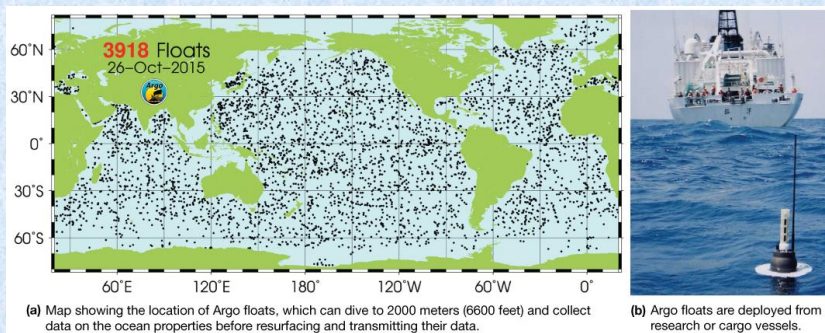 3918 Floats
26-Oct-2015
Argo
60°N
30°N
0°
30°S
60°S
60°E
120°E
180°
120°W
60°W
0°
(a) Map showing the location of Argo floats, which can dive to 2000 meters (6600 feet) and collect
data on the ocean properties before resurfacing and transmitting their data.
(b) Argo floats are deployed from
research or cargo vessels.